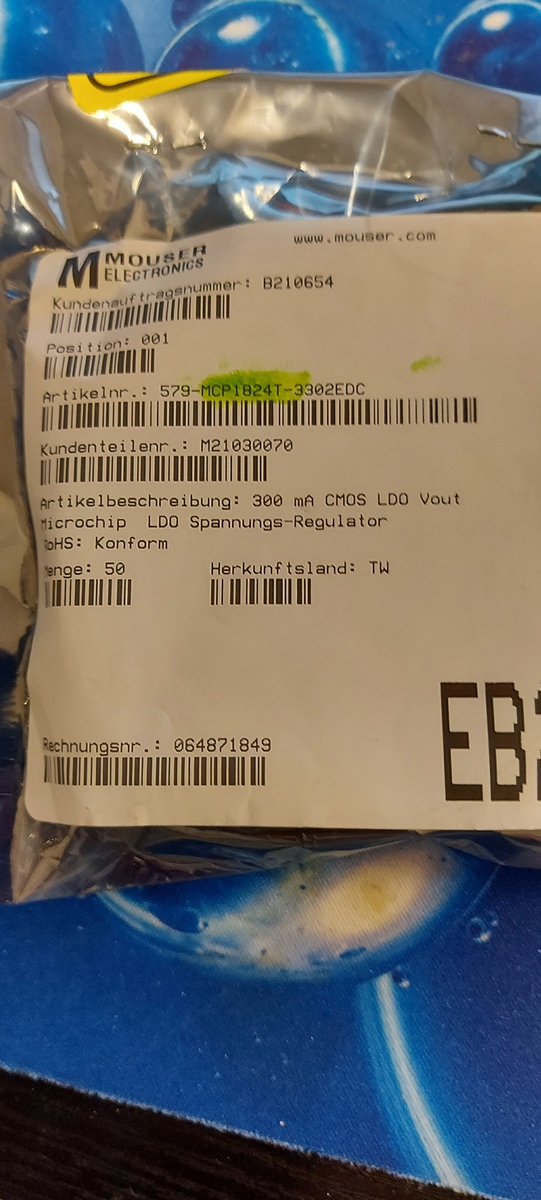 www.mouser.com
MOUSER
ELECTRONICS
Kundenauftragsnummer: B210654
Position: 001
Artikelnr.: 579-MCP1824T-3302EDC
Kundenteilenr.: M21030070
Artikelbeschreibung: 300 mA CMOS LDO Vout
Microchip LDO Spannungs-Regulator
RoHS: Konform
Menge: 50 Herkunftsland: TW
Rechnungsnr.: 064871849